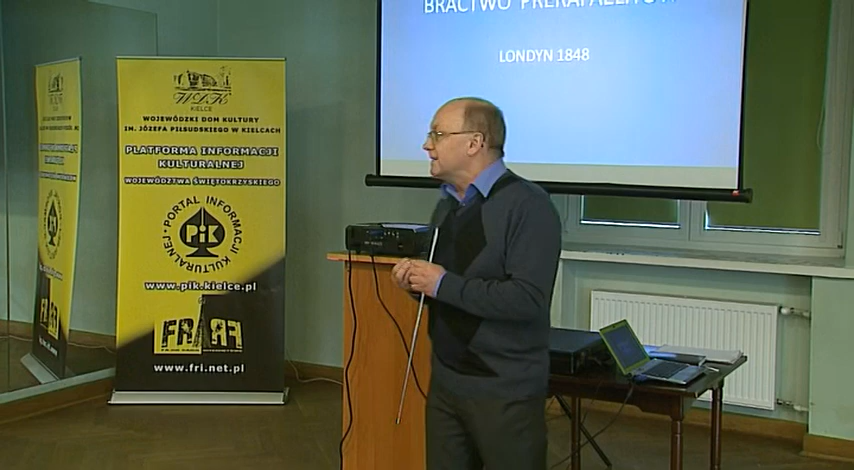 BRACTWO PRERAFAELITÓW
LONDYN 1848
WDK
KIELCE
WOJEWÓDZKI DOM KULTURY
IM. JÓZEFA PIŁSUDSKIEGO W KIELCACH
PLATFORMA INFORMACJI
KULTURALNEJ
WOJEWÓDZTWA ŚWIĘTOKRZYSKIEGO
PORTAL INFORMACJI KULTURALNEJ
PiK
www.pik.kielce.pl
www.fri.net.pl